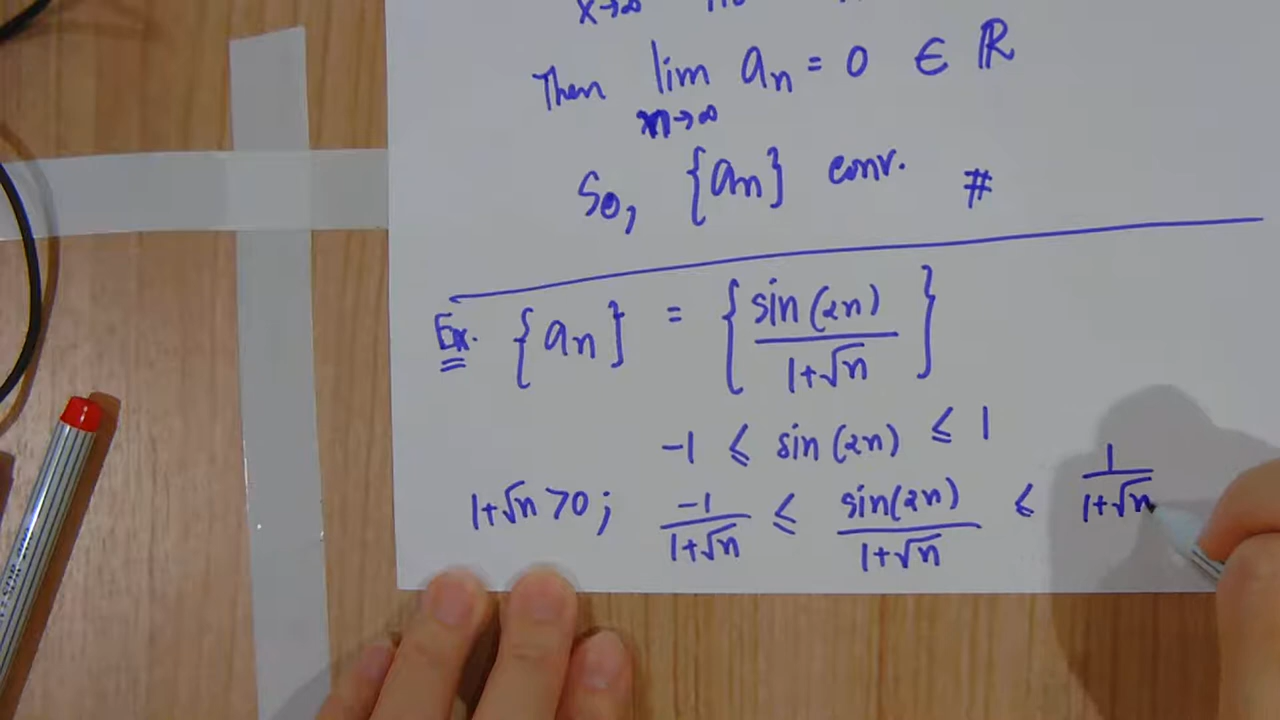 x→∞
Then lim aₙ = 0 ∈ ℝ
n→∞
So, {aₙ} conv. #
Ex. {aₙ} = { sin(2n) / 1+√n }
-1 ≤ sin(2n) ≤ 1
1+√n > 0 ; -1 / 1+√n ≤ sin(2n) / 1+√n ≤ 1 / 1+√n